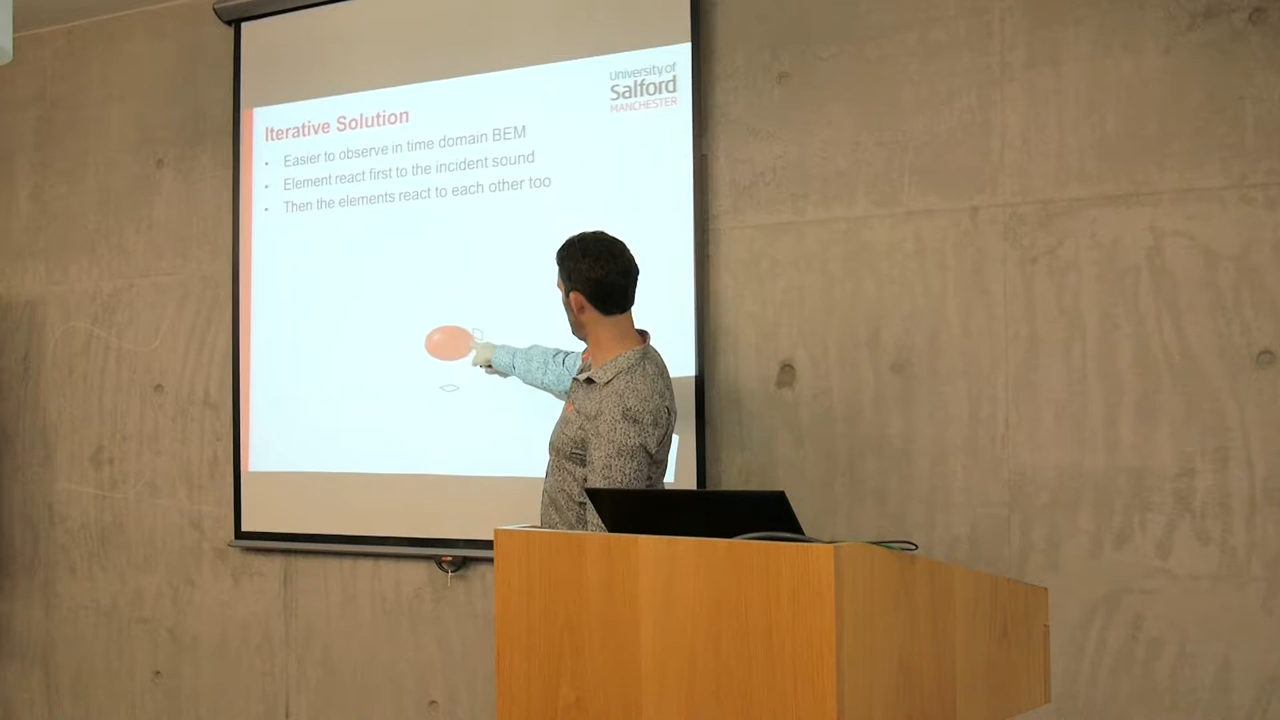 University of
Salford
MANCHESTER
Iterative Solution
Easier to observe in time domain BEM
Element react first to the incident sound
Then the elements react to each other too